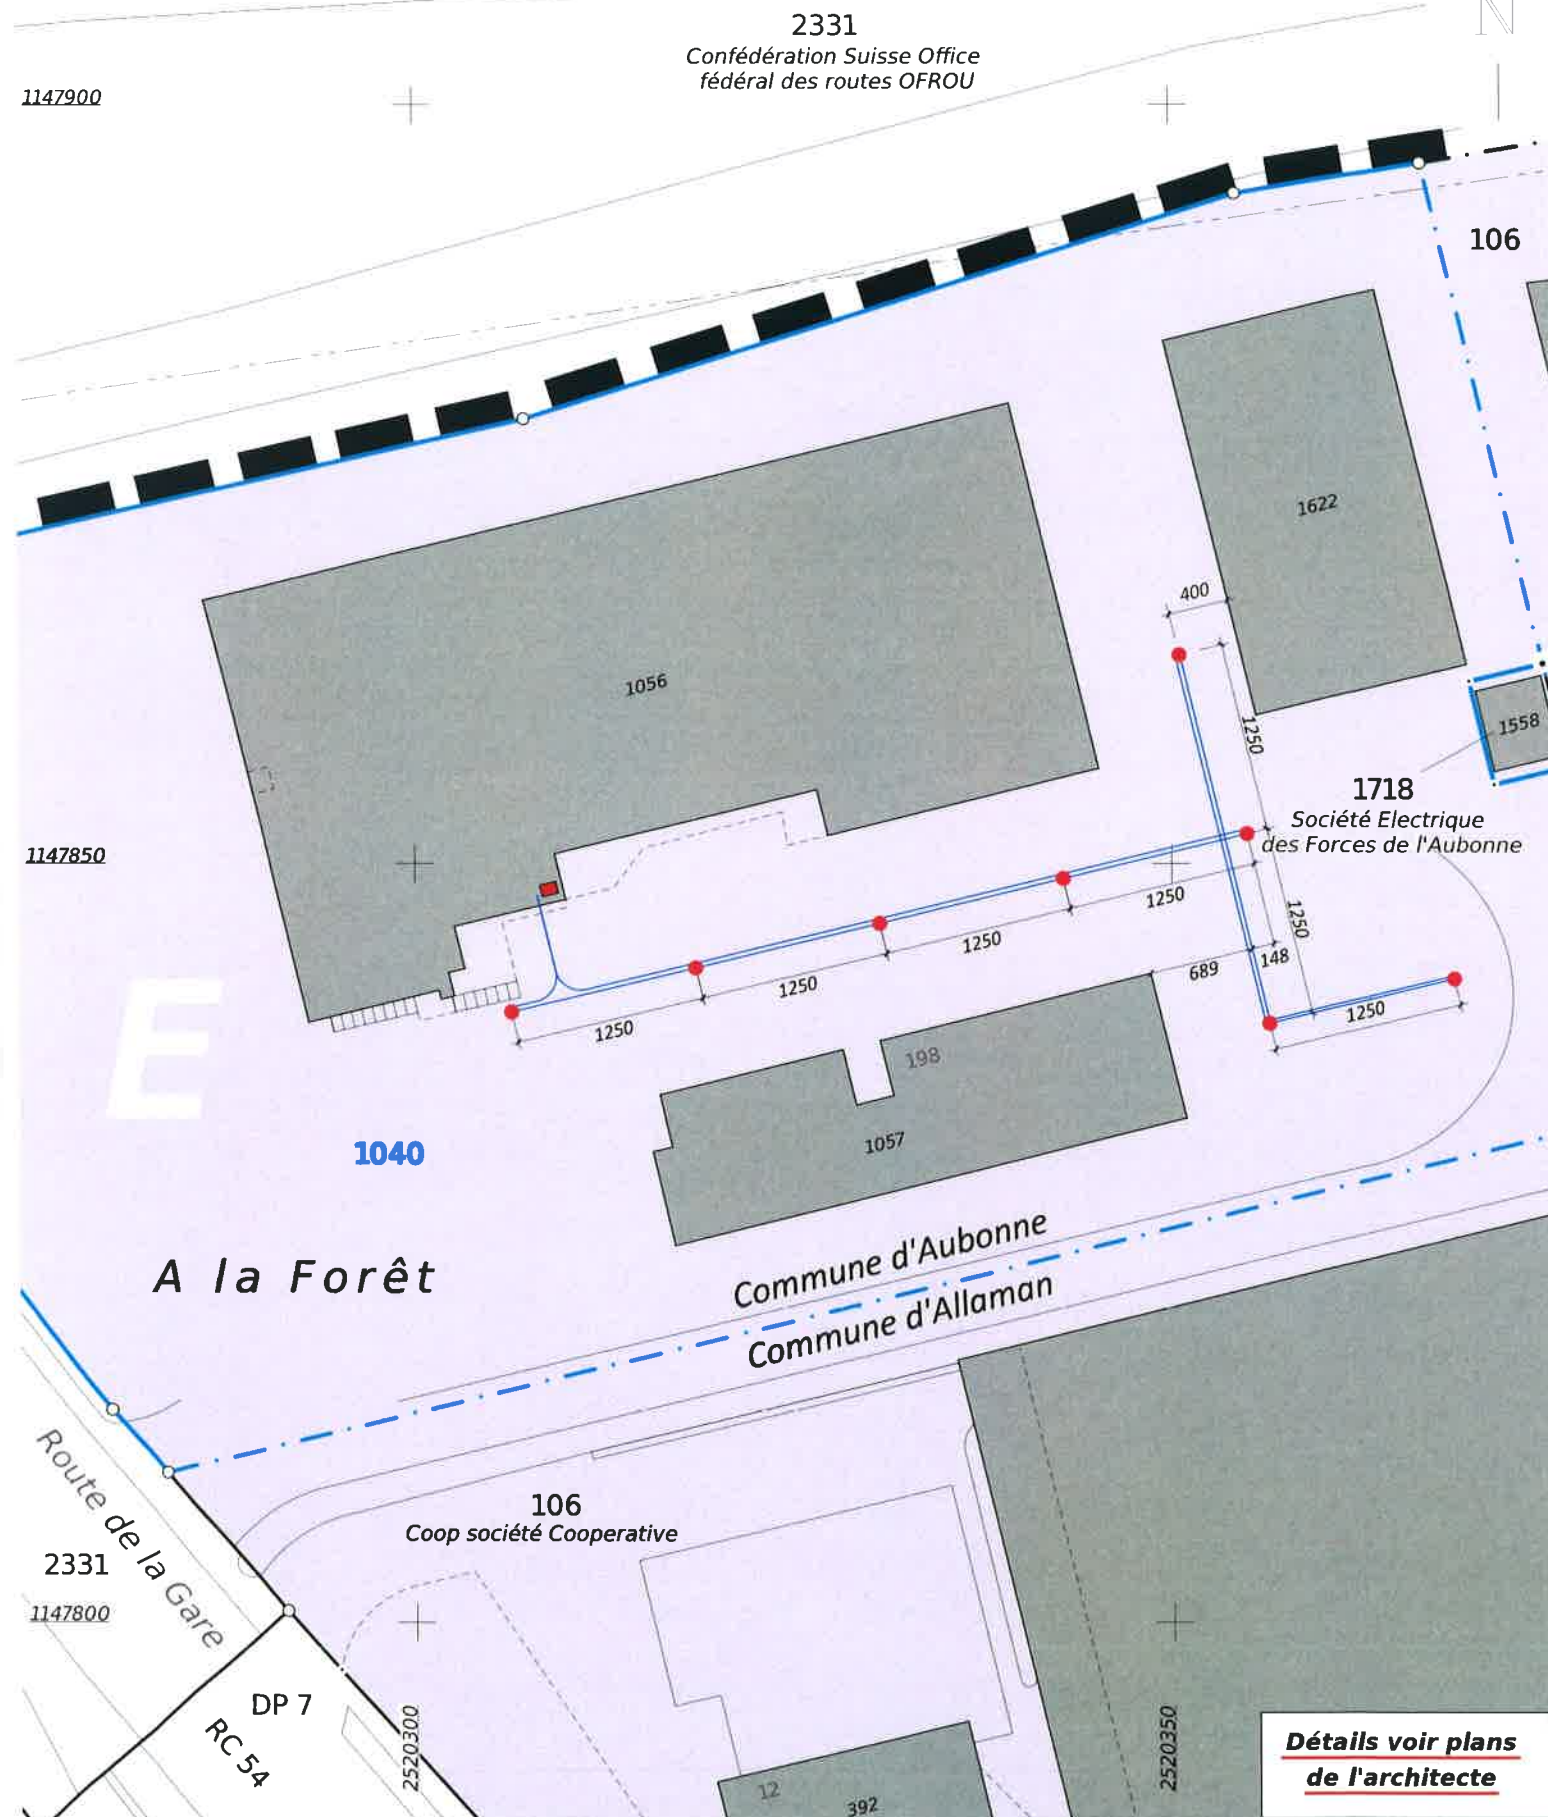 2331
Confédération Suisse Office
fédéral des routes OFROU
N
1147900
106
1622
400
1056
1250
1558
1718
Société Electrique
des Forces de l'Aubonne
1147850
1250
1250
1250
689
148
1250
1250
1250
198
1057
E
1040
A la Forêt
Commune d'Aubonne
Commune d'Allaman
Route de la Gare
106
Coop société Cooperative
2331
1147800
DP 7
RC 54
2520300
2520350
12
392
Détails voir plans
de l'architecte